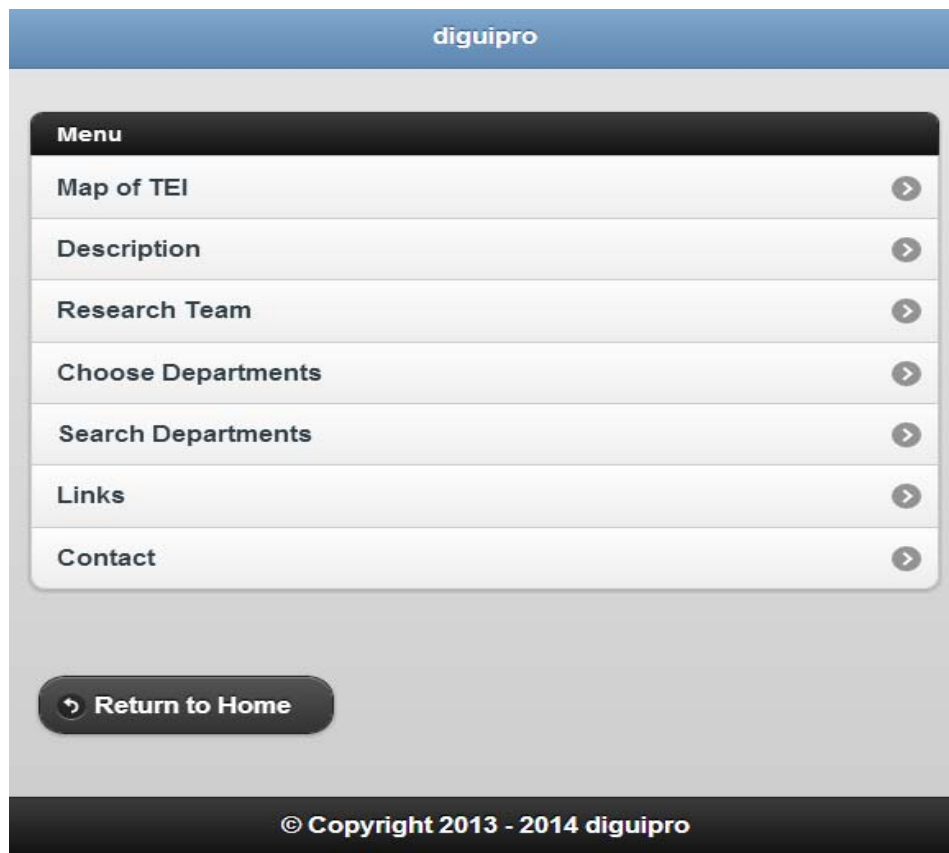 diguipro
Menu
Map of TEI
Description
Research Team
Choose Departments
Search Departments
Links
Contact
Return to Home
© Copyright 2013 - 2014 diguipro